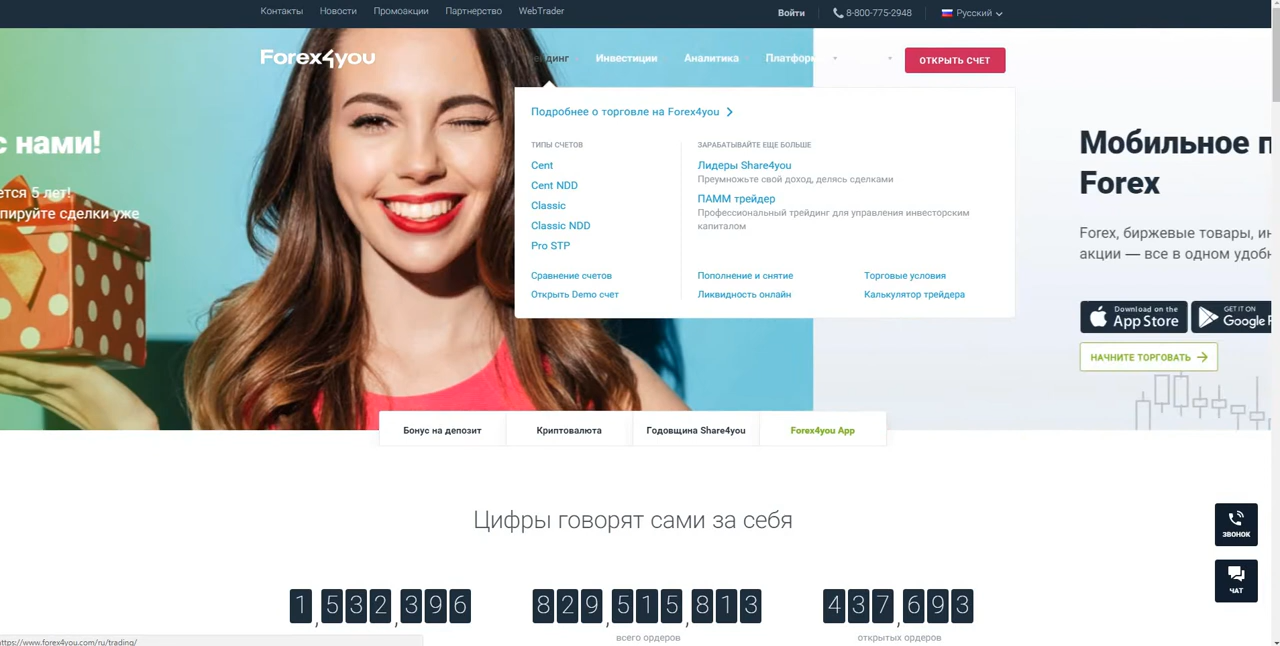 Контакты Новости Промоакции Партнерство WebTrader Войти 8-800-775-2948 Русский
Forex4you Инвестиции Аналитика ОТКРЫТЬ СЧЕТ
Подробнее о торговле на Forex4you
ТИПЫ СЧЕТОВ
Cent
Cent NDD
Classic
Classic NDD
Pro STP
Сравнение счетов
Открыть Demo счет
ЗАРАБАТЫВАЙТЕ ЕЩЕ БОЛЬШЕ
Лидеры Share4you
Преумножьте свой доход, делясь сделками
ПАММ трейдер
Профессиональный трейдинг для управления инвесторским
капиталом
Пополнение и снятие
Торговые условия
Ликвидность онлайн
Калькулятор трейдера
с нами!
5 лет!
сделки уже
Мобильное
Forex
Forex, биржевые товары,
акции — все в одном
Download on the
App Store
GET IT ON
Google
НАЧНИТЕ ТОРГОВАТЬ
Бонус на депозит
Криптовалюта
Годовщина Share4you
Forex4you App
Цифры говорят сами за себя
1,532,396
829,515,813
437,693
всего ордеров
открытых ордеров
ЗВОНОК
ЧАТ
ttps://www.forex4you.com/ru/trading/